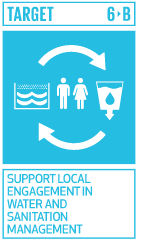 TARGET 6·B
SUPPORT LOCAL
ENGAGEMENT IN
WATER AND
SANITATION
MANAGEMENT